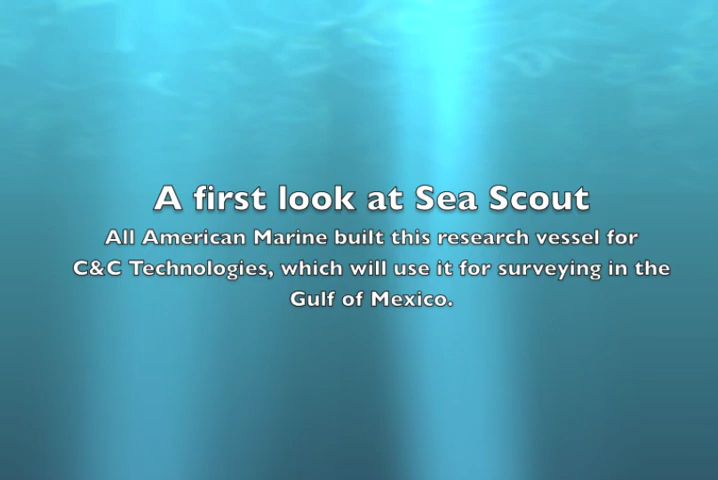 A first look at Sea Scout
All American Marine built this research vessel for
C&C Technologies, which will use it for surveying in the
Gulf of Mexico.